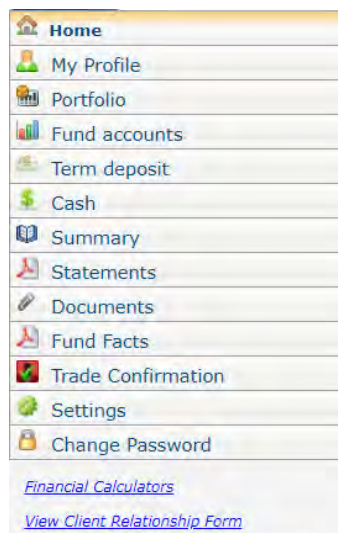 Home
My Profile
Portfolio
Fund accounts
Term deposit
Cash
Summary
Statements
Documents
Fund Facts
Trade Confirmation
Settings
Change Password
Financial Calculators
View Client Relationship Form